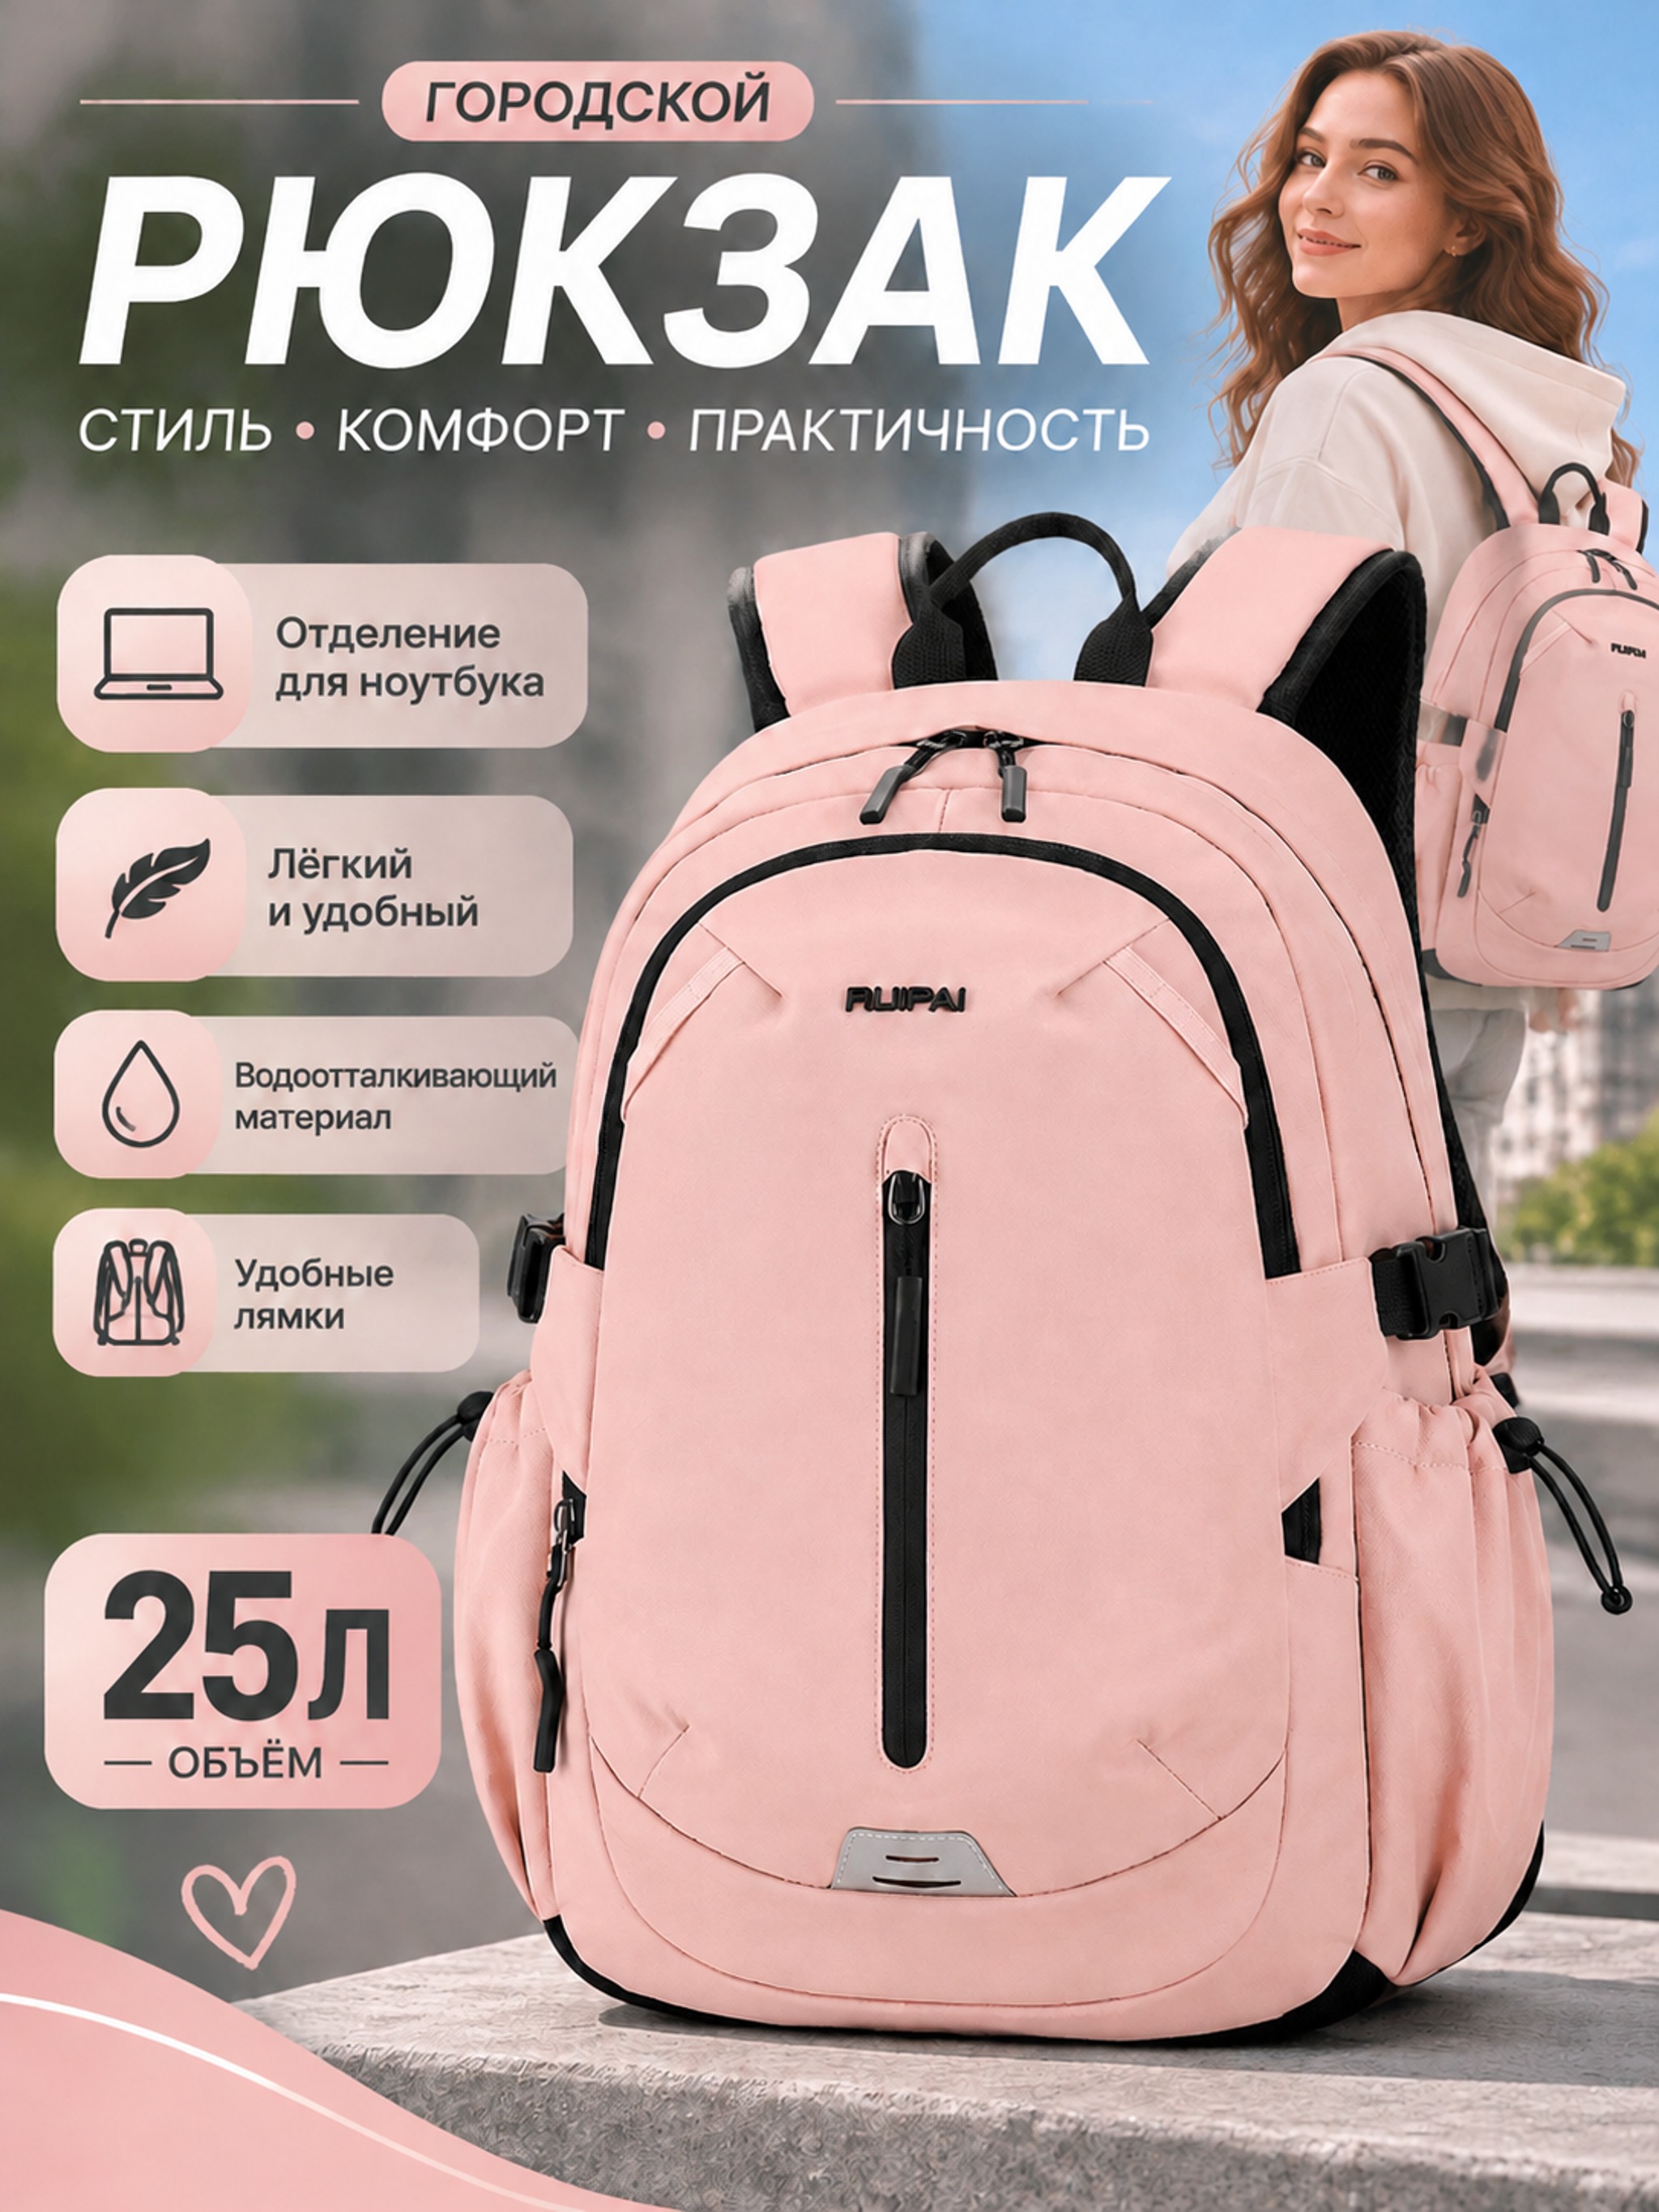 ГОРОДСКОЙ
РЮКЗАК
СТИЛЬ • КОМФОРТ • ПРАКТИЧНОСТЬ
Отделение
для ноутбука
Лёгкий
и удобный
Водоотталкивающий
материал
Удобные
лямки
RUIPAI
RUIPAI
25л
ОБЪЁМ